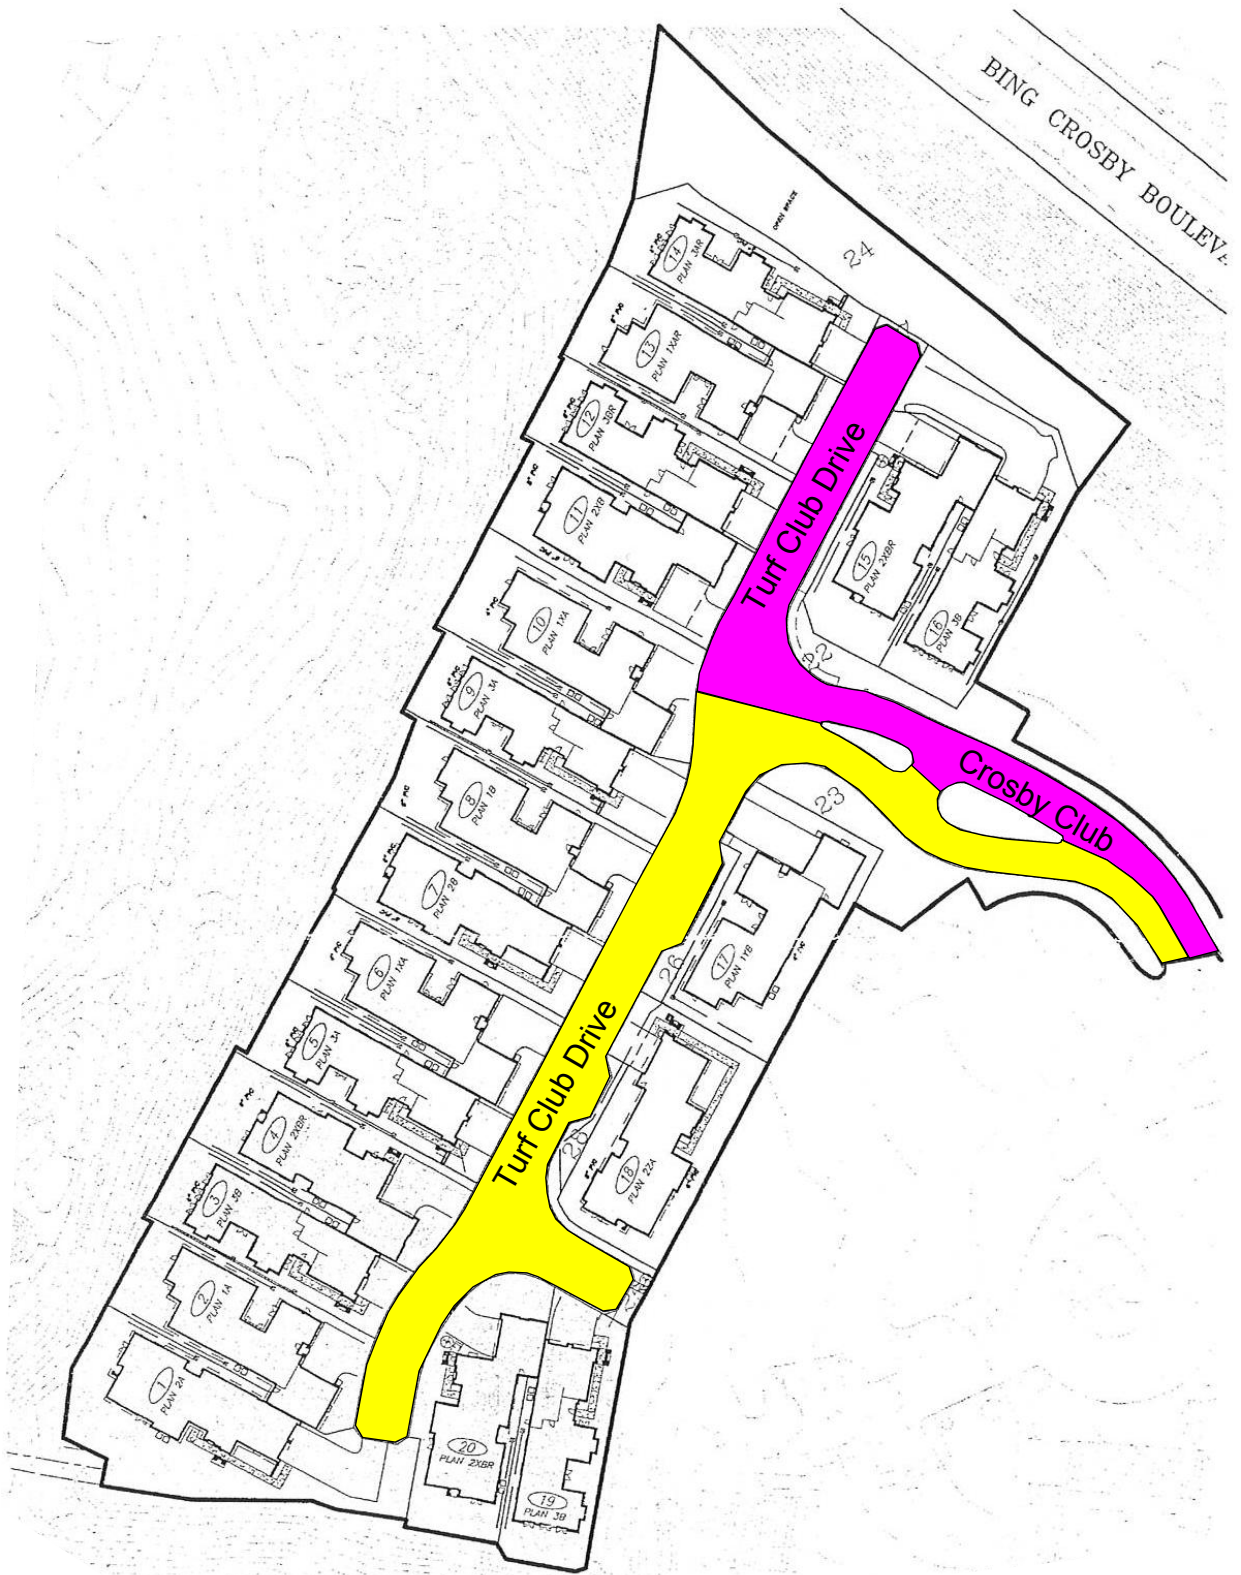 BING CROSBY BOULEVA
OPEN SPACE
24
14
PLAN 3AR
13
PLAN 1XAR
12
PLAN 3BR
11
PLAN 2XB
10
PLAN 1XA
9
PLAN 3A
8
PLAN 1B
7
PLAN 2B
6
PLAN 1XA
5
PLAN 3A
4
PLAN 2XBR
3
PLAN 3B
2
PLAN 1A
1
PLAN 2A
Turf Club Drive
15
PLAN 2XBR
16
PLAN 3B
22
Crosby Club
23
17
PLAN 1YB
26
Turf Club Drive
28
18
PLAN 2ZA
20
PLAN 2XBR
19
PLAN 3B